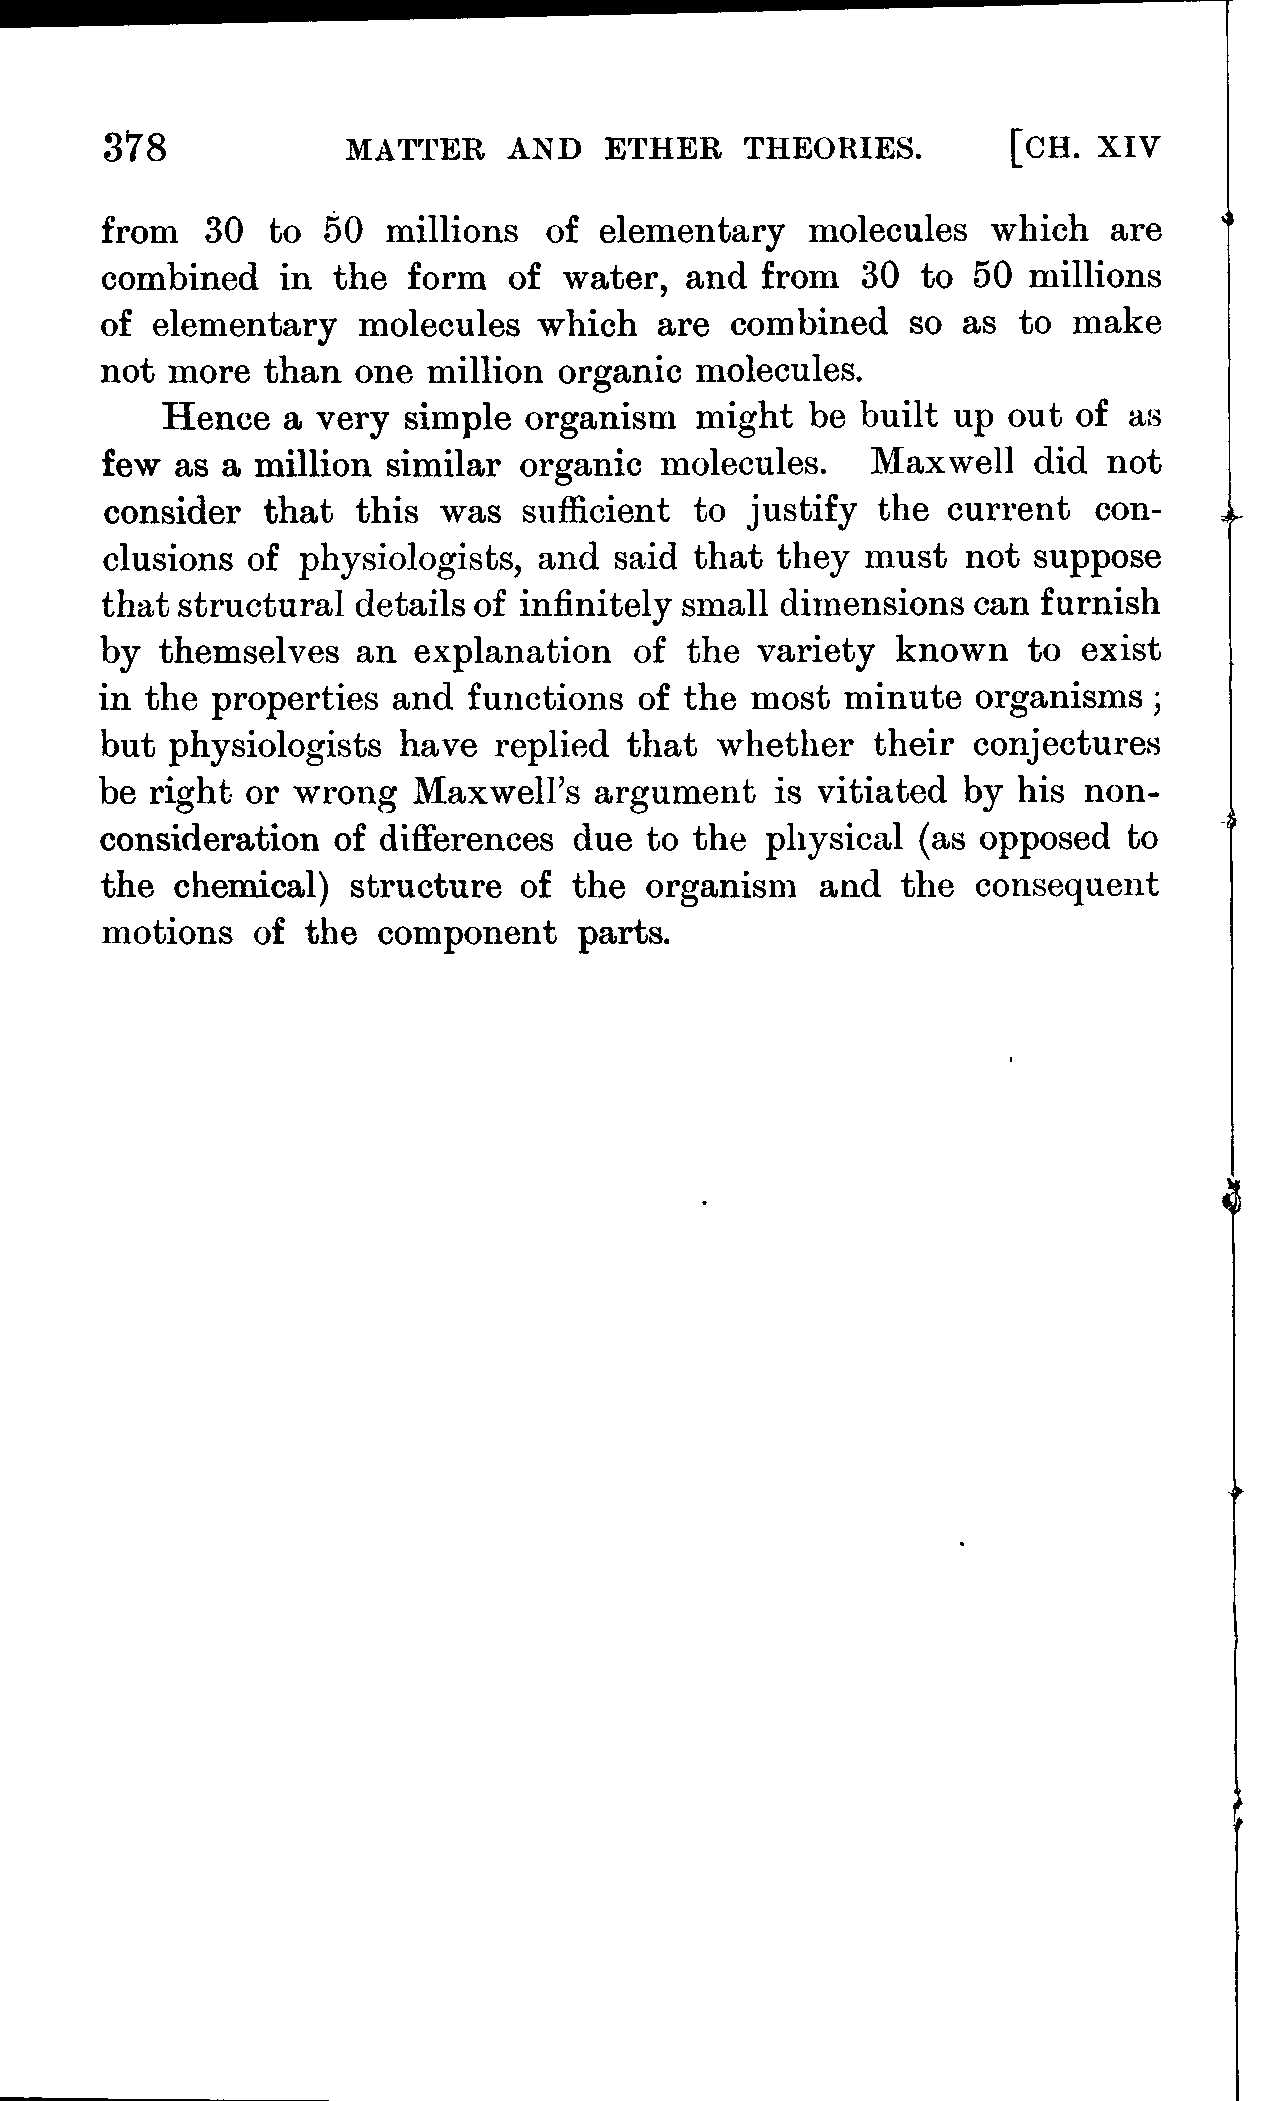 378 MATTER AND ETHER THEORIES. [CH. XIV
from 30 to 50 millions of elementary molecules which are
combined in the form of water, and from 30 to 50 millions
of elementary molecules which are combined so as to make
not more than one million organic molecules.
Hence a very simple organism might be built up out of as
few as a million similar organic molecules. Maxwell did not
consider that this was sufficient to justify the current con-
clusions of physiologists, and said that they must not suppose
that structural details of infinitely small dimensions can furnish
by themselves an explanation of the variety known to exist
in the properties and functions of the most minute organisms ;
but physiologists have replied that whether their conjectures
be right or wrong Maxwell's argument is vitiated by his non-
consideration of differences due to the physical (as opposed to
the chemical) structure of the organism and the consequent
motions of the component parts.